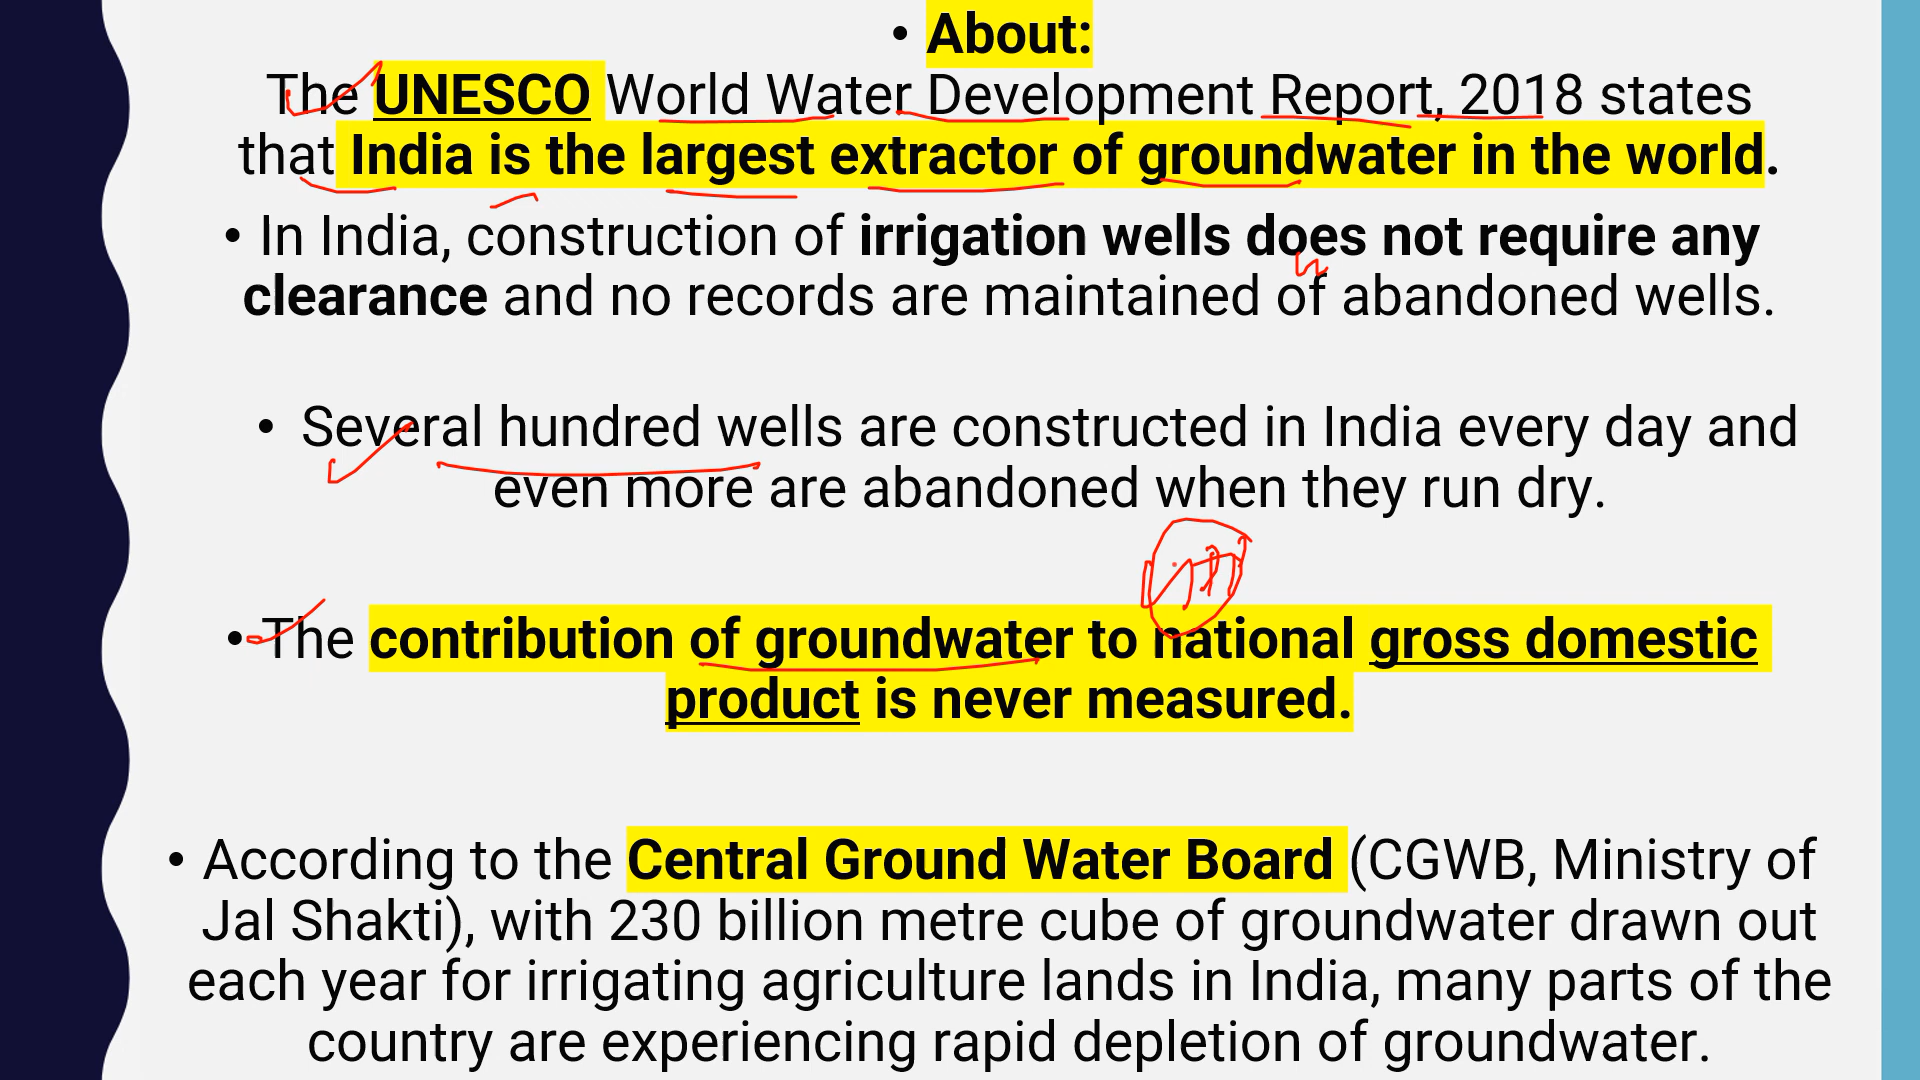 • About:
The UNESCO World Water Development Report, 2018 states
that India is the largest extractor of groundwater in the world.
• In India, construction of irrigation wells does not require any
clearance and no records are maintained of abandoned wells.
• Several hundred wells are constructed in India every day and
even more are abandoned when they run dry.
• The contribution of groundwater to national gross domestic
product is never measured.
• According to the Central Ground Water Board (CGWB, Ministry of
Jal Shakti), with 230 billion metre cube of groundwater drawn out
each year for irrigating agriculture lands in India, many parts of the
country are experiencing rapid depletion of groundwater.